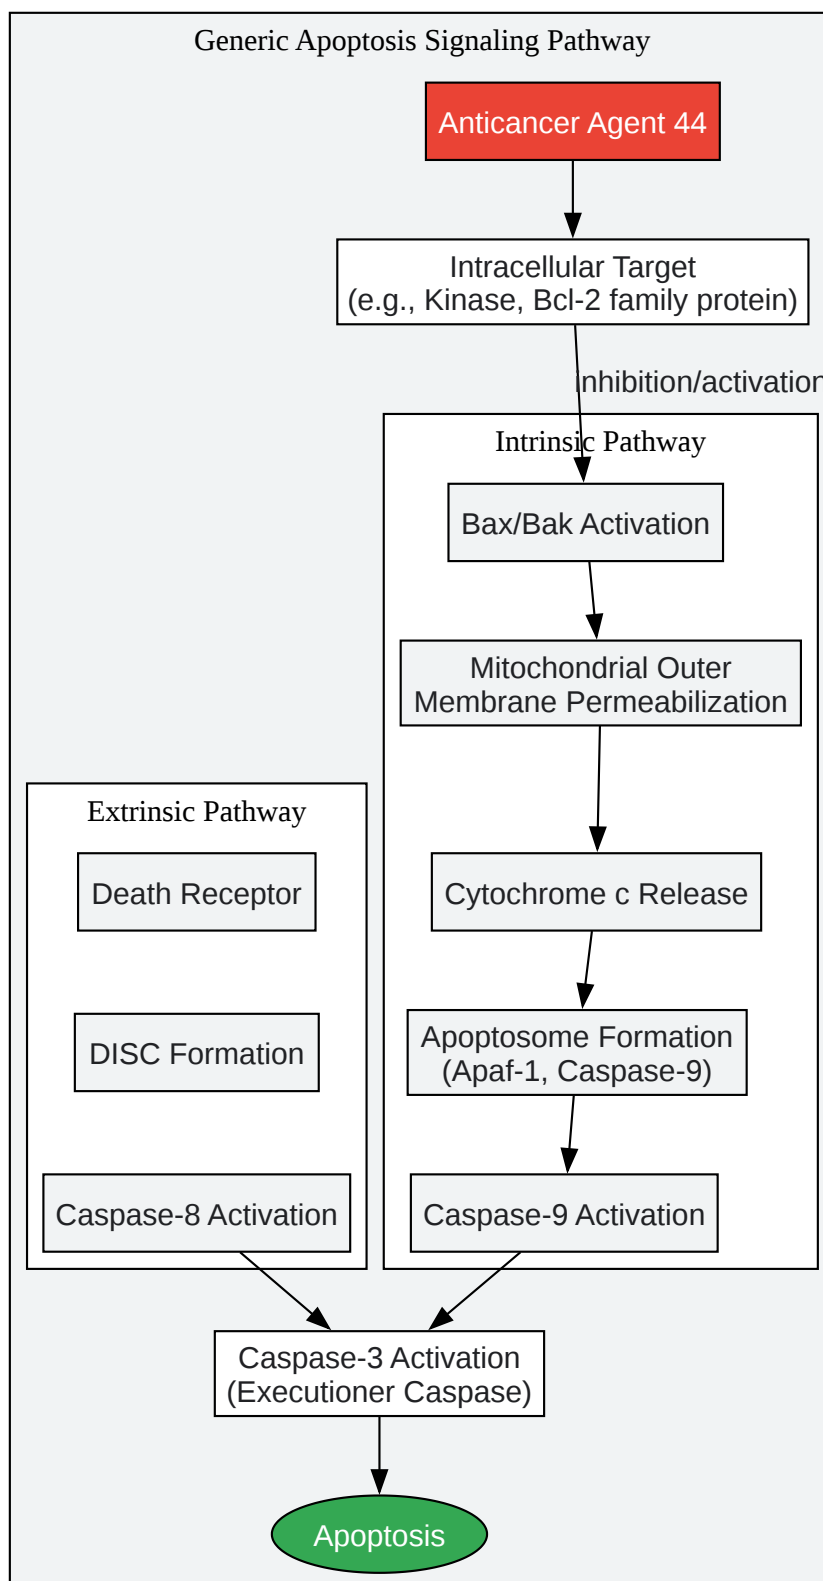 Generic Apoptosis Signaling Pathway
Anticancer Agent 44
Intracellular Target
(e.g., Kinase, Bcl-2 family protein)
inhibition/activation
Intrinsic Pathway
Bax/Bak Activation
Mitochondrial Outer
Membrane Permeabilization
Extrinsic Pathway
Death Receptor
Cytochrome c Release
DISC Formation
Apoptosome Formation
(Apaf-1, Caspase-9)
Caspase-8 Activation
Caspase-9 Activation
Caspase-3 Activation
(Executioner Caspase)
Apoptosis